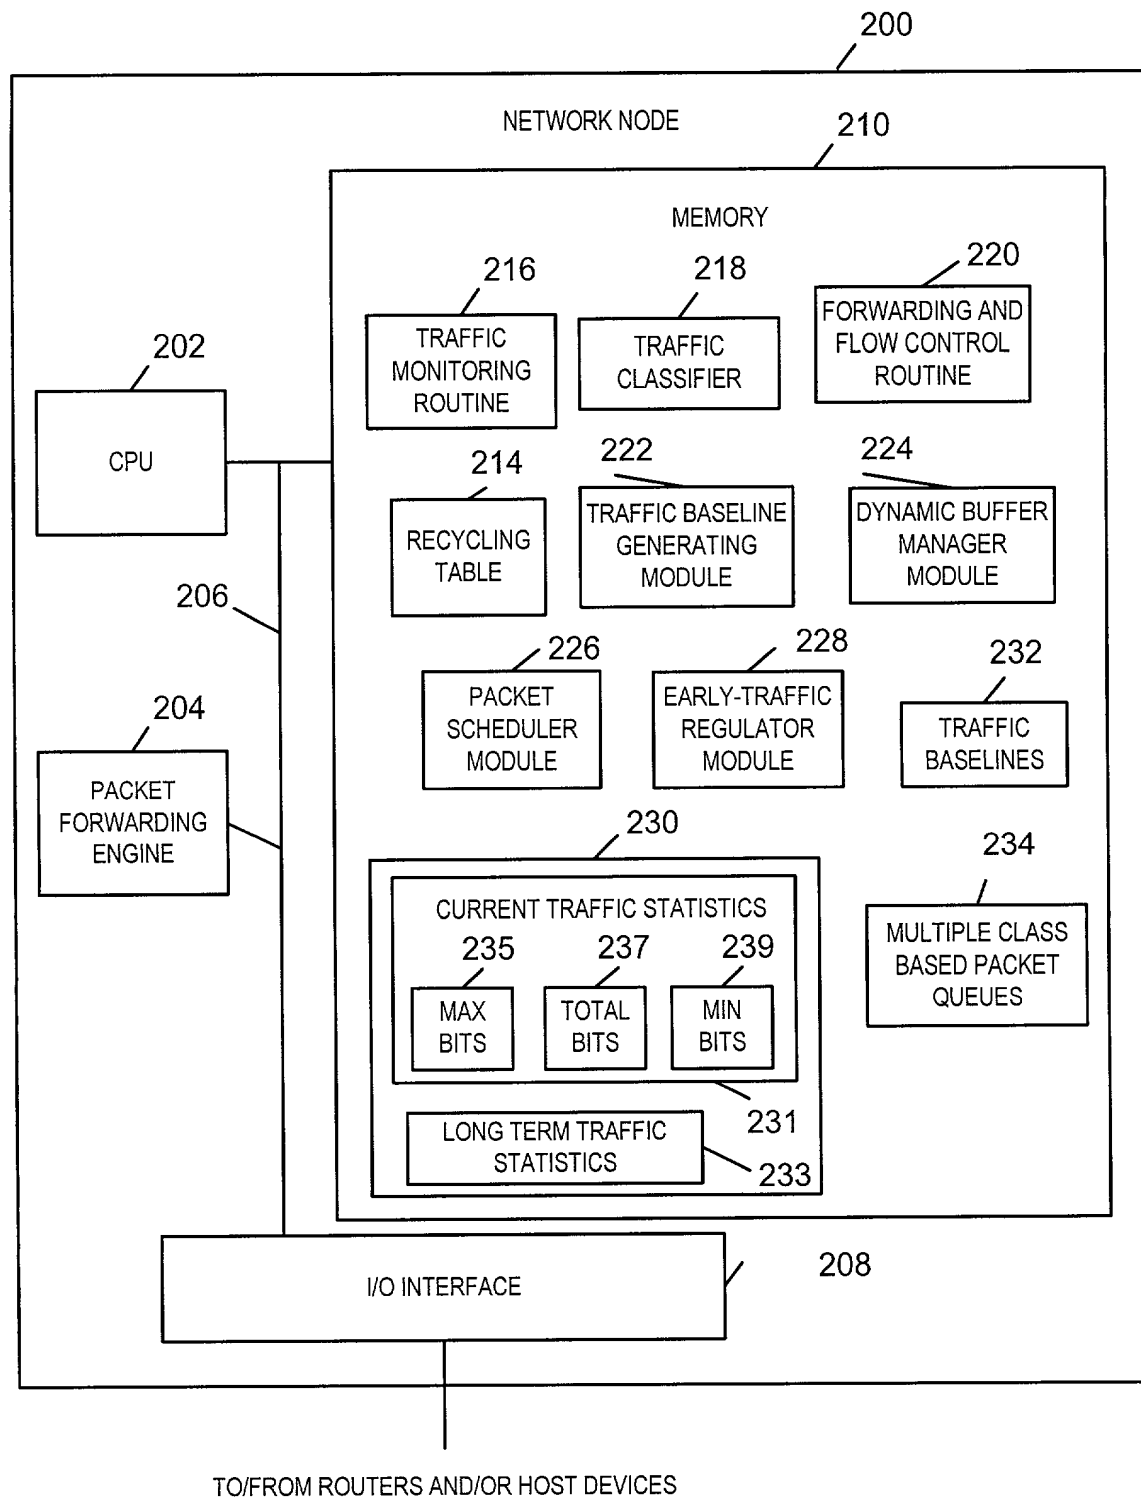 200
NETWORK NODE
210
MEMORY
216
TRAFFIC
MONITORING
ROUTINE
218
TRAFFIC
CLASSIFIER
220
FORWARDING AND
FLOW CONTROL
ROUTINE
202
CPU
214
RECYCLING
TABLE
222
TRAFFIC BASELINE
GENERATING
MODULE
224
DYNAMIC BUFFER
MANAGER
MODULE
206
226
PACKET
SCHEDULER
MODULE
228
EARLY-TRAFFIC
REGULATOR
MODULE
232
TRAFFIC
BASELINES
204
PACKET
FORWARDING
ENGINE
230
CURRENT TRAFFIC STATISTICS
235
MAX
BITS
237
TOTAL
BITS
239
MIN
BITS
231
LONG TERM TRAFFIC
STATISTICS
233
234
MULTIPLE CLASS
BASED PACKET
QUEUES
I/O INTERFACE
208
TO/FROM ROUTERS AND/OR HOST DEVICES